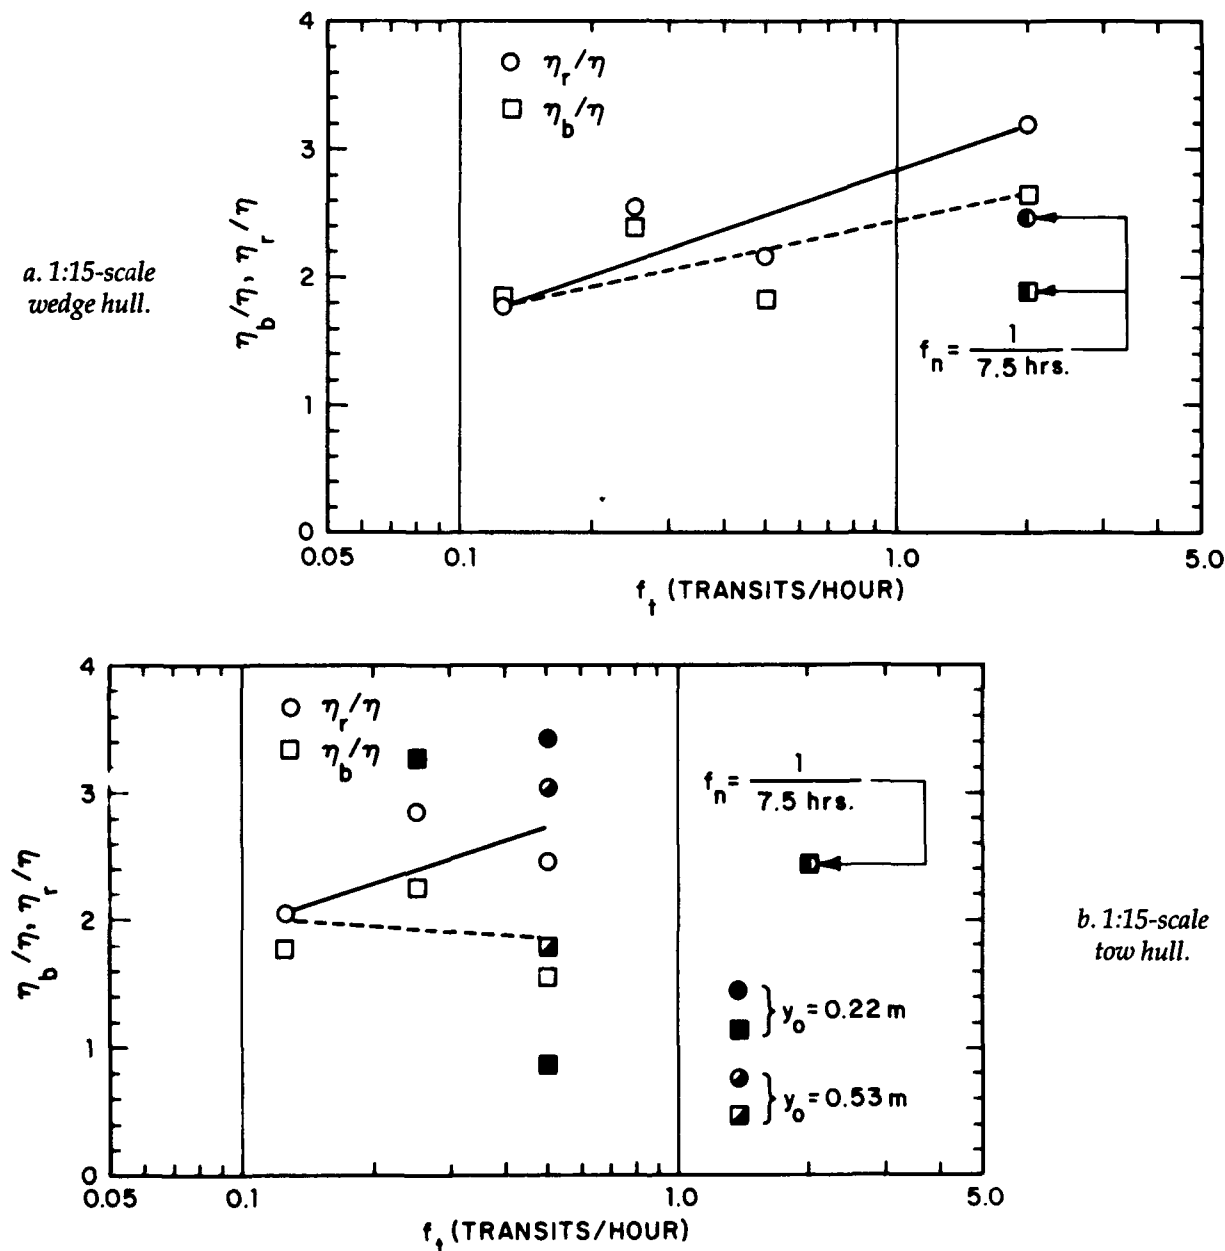 4
3
2
1
0
η_b/η, η_r/η
○ η_r/η
□ η_b/η
f_n = 1/7.5 hrs.
0.05 0.1 1.0 5.0
f_t (TRANSITS/HOUR)
a. 1:15-scale
wedge hull.
4
3
2
1
0
η_b/η, η_r/η
○ η_r/η
□ η_b/η
f_n = 1/7.5 hrs.
y_o = 0.22 m
y_o = 0.53 m
0.05 0.1 1.0 5.0
f_t (TRANSITS/HOUR)
b. 1:15-scale
tow hull.